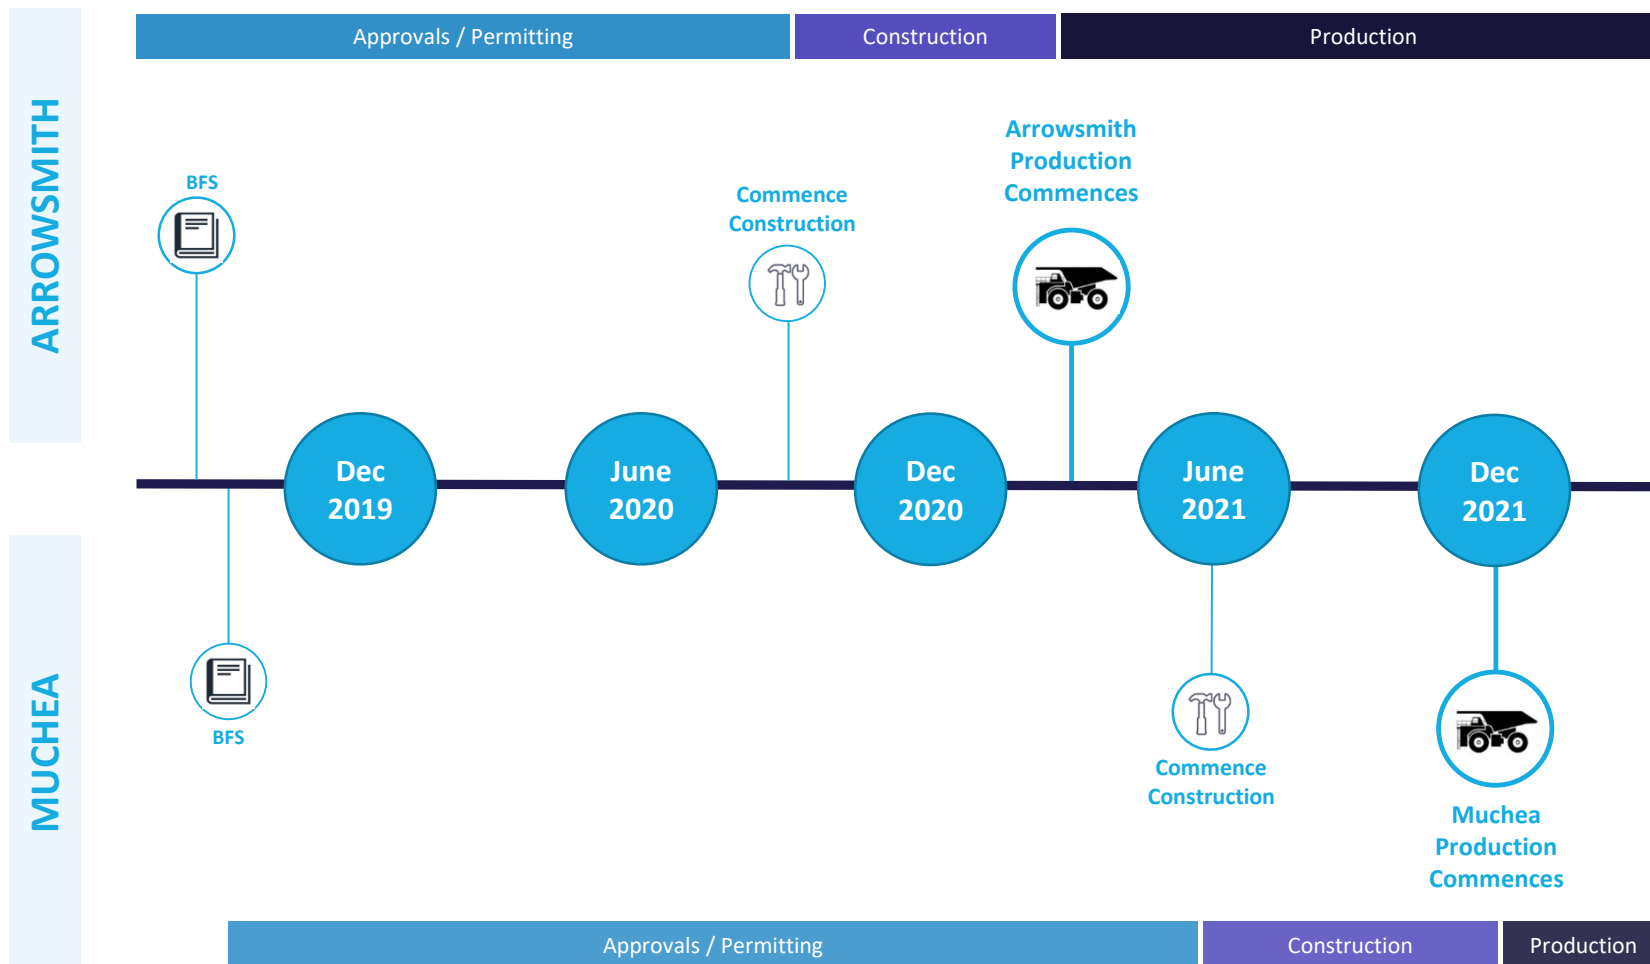 Approvals / Permitting
Construction
Production
ARROWSMITH
BFS
Commence
Construction
Arrowsmith
Production
Commences
Dec
2019
June
2020
Dec
2020
June
2021
Dec
2021
MUCHEA
BFS
Commence
Construction
Muchea
Production
Commences
Approvals / Permitting
Construction
Production